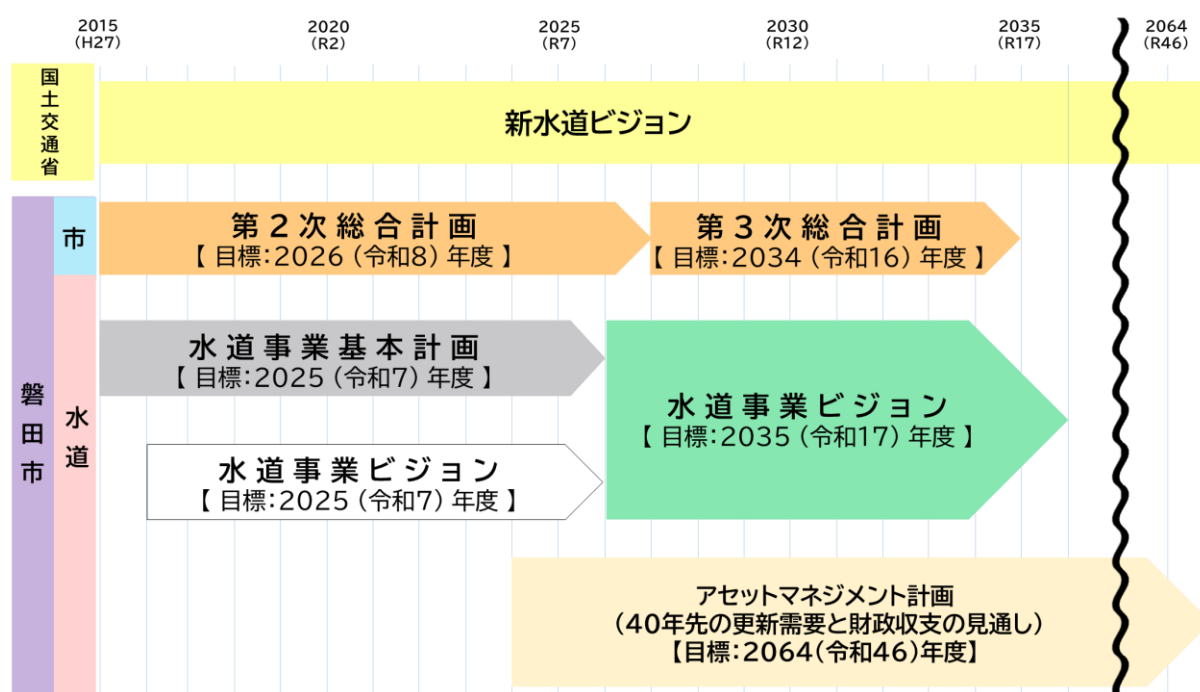 2015
(H27)
2020
(R2)
2025
(R7)
2030
(R12)
2035
(R17)
2064
(R46)
国土交通省
新水道ビジョン
磐田市
市
第2次総合計画
【 目標:2026 (令和8) 年度 】
第3次総合計画
【 目標:2034 (令和16) 年度 】
水道
水道事業基本計画
【 目標:2025 (令和7) 年度 】
水道事業ビジョン
【 目標:2025 (令和7) 年度 】
水道事業ビジョン
【 目標:2035 (令和17) 年度 】
アセットマネジメント計画
(40年先の更新需要と財政収支の見通し)
【目標:2064(令和46)年度】